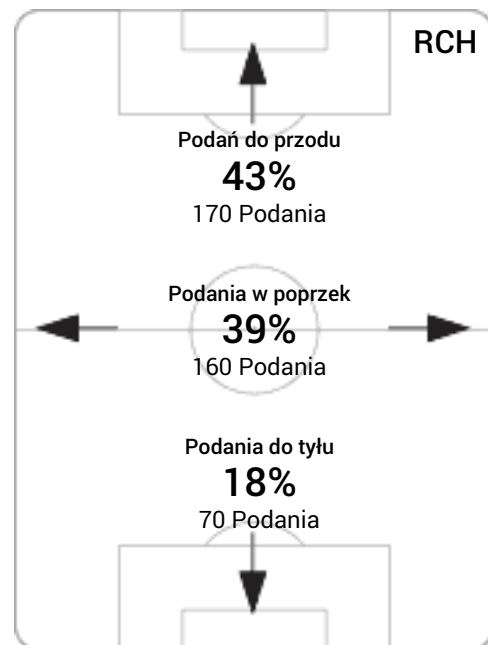 RCH
Podań do przodu
43%
170 Podania
Podania w poprzek
39%
160 Podania
Podania do tyłu
18%
70 Podania